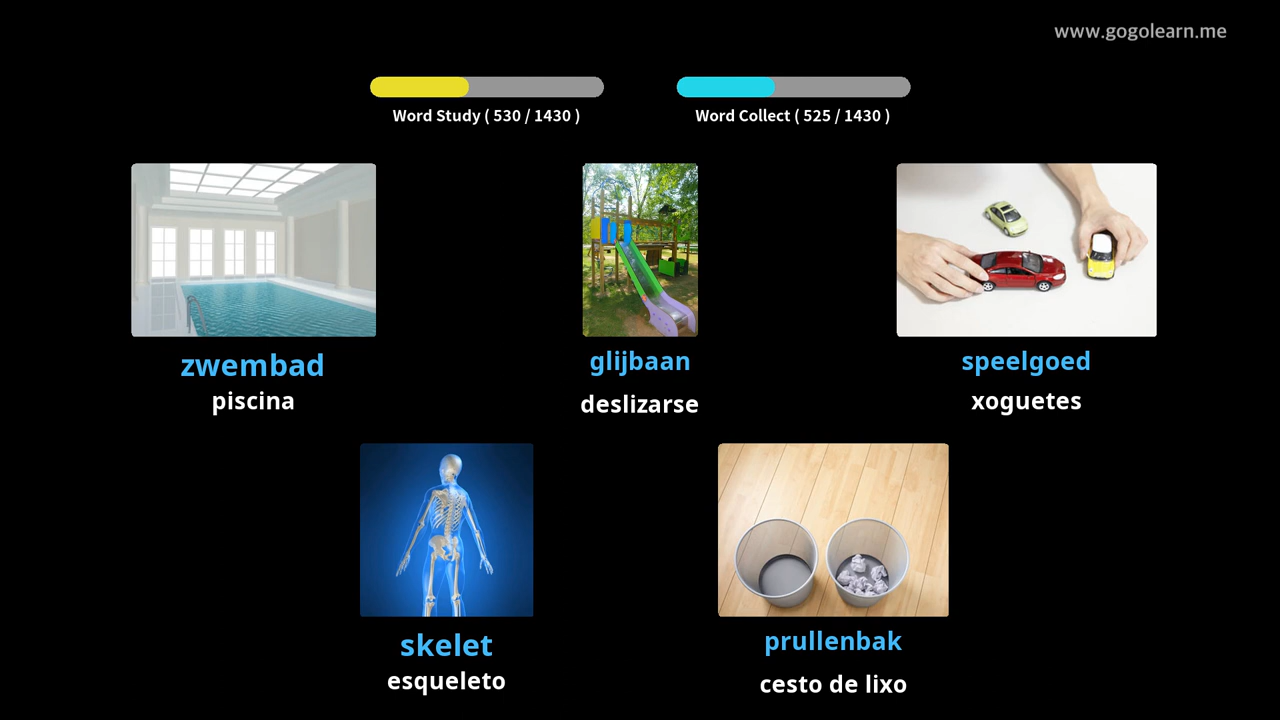 www.gogolearn.me
Word Study ( 530 / 1430 )
Word Collect ( 525 / 1430 )
zwembad
piscina
glijbaan
deslizarse
speelgoed
xoguetes
skelet
esqueleto
prullenbak
cesto de lixo